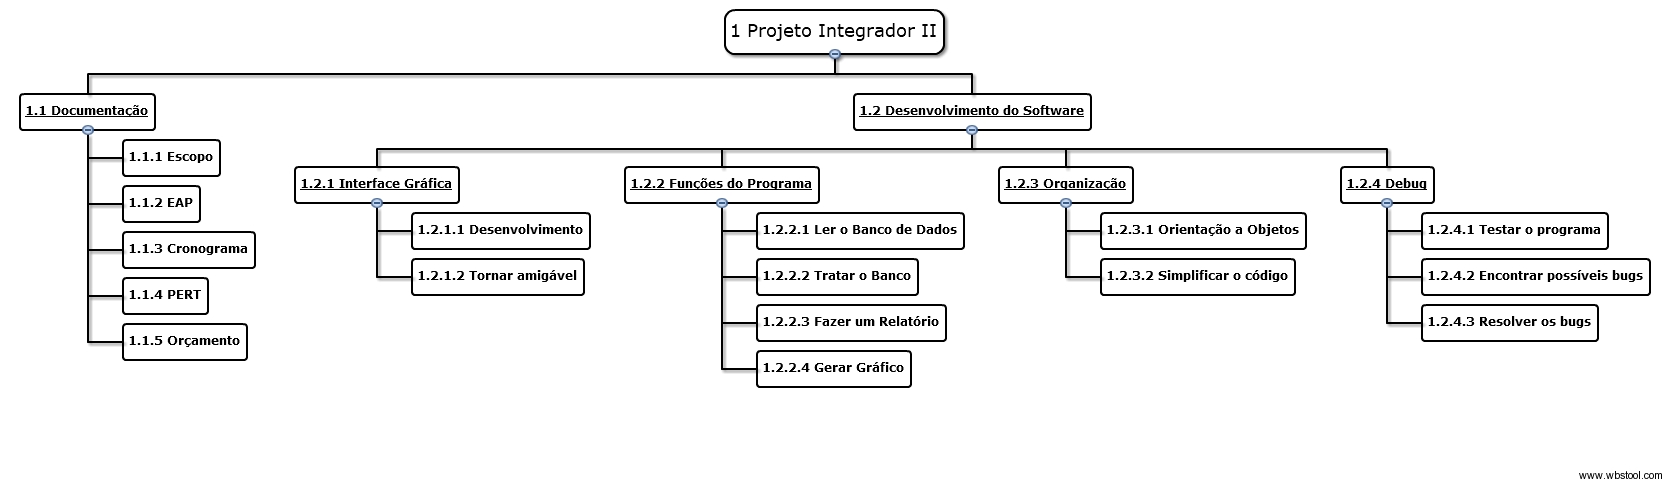 1 Projeto Integrador II
1.1 Documentação
1.1.1 Escopo
1.1.2 EAP
1.1.3 Cronograma
1.1.4 PERT
1.1.5 Orçamento
1.2 Desenvolvimento do Software
1.2.1 Interface Gráfica
1.2.1.1 Desenvolvimento
1.2.1.2 Tornar amigável
1.2.2 Funções do Programa
1.2.2.1 Ler o Banco de Dados
1.2.2.2 Tratar o Banco
1.2.2.3 Fazer um Relatório
1.2.2.4 Gerar Gráfico
1.2.3 Organização
1.2.3.1 Orientação a Objetos
1.2.3.2 Simplificar o código
1.2.4 Debug
1.2.4.1 Testar o programa
1.2.4.2 Encontrar possíveis bugs
1.2.4.3 Resolver os bugs
www.wbstool.com